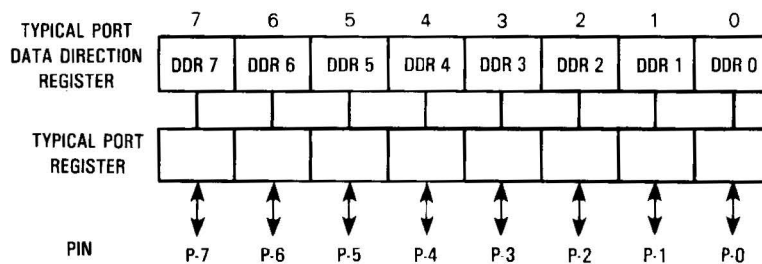 7 6 5 4 3 2 1 0
TYPICAL PORT
DATA DIRECTION
REGISTER
DDR 7 DDR 6 DDR 5 DDR 4 DDR 3 DDR 2 DDR 1 DDR 0
TYPICAL PORT
REGISTER
PIN P-7 P-6 P-5 P-4 P-3 P-2 P-1 P-0